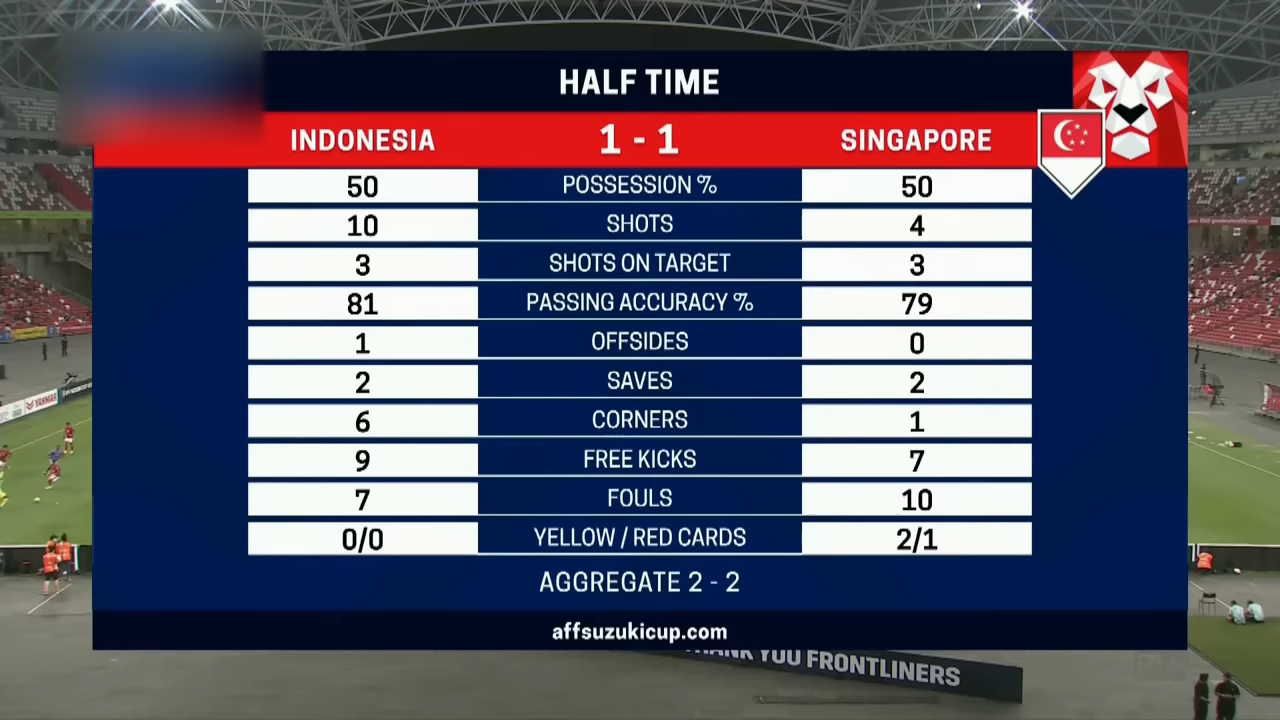 HALF TIME
INDONESIA 1 - 1 SINGAPORE
50 POSSESSION % 50
10 SHOTS 4
3 SHOTS ON TARGET 3
81 PASSING ACCURACY % 79
1 OFFSIDES 0
2 SAVES 2
6 CORNERS 1
9 FREE KICKS 7
7 FOULS 10
0/0 YELLOW / RED CARDS 2/1
AGGREGATE 2 - 2
affsuzukicup.com
YANMAR
YOU FRONTLINERS